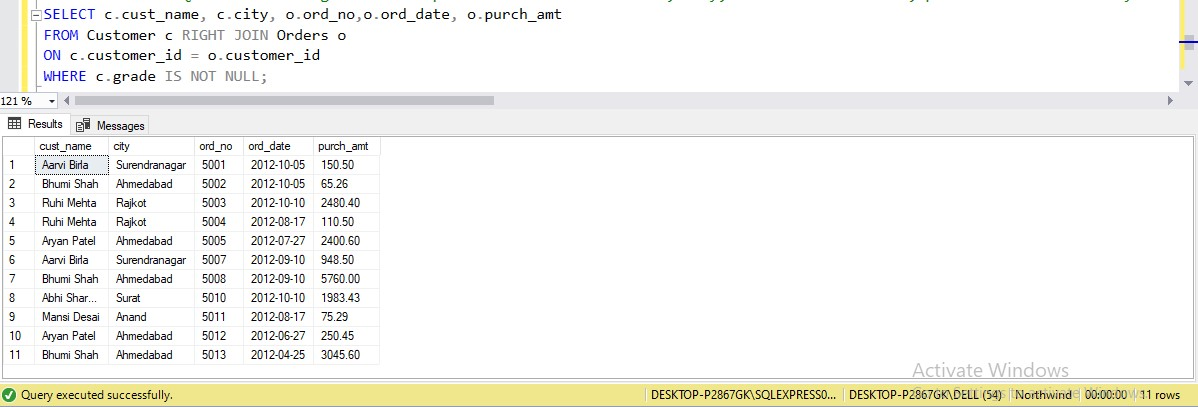 SELECT c.cust_name, c.city, o.ord_no,o.ord_date, o.purch_amt
FROM Customer c RIGHT JOIN Orders o
ON c.customer_id = o.customer_id
WHERE c.grade IS NOT NULL;
121 %
Results Messages
cust_name city ord_no ord_date purch_amt
1 Aarvi Birla Surendranagar 5001 2012-10-05 150.50
2 Bhumi Shah Ahmedabad 5002 2012-10-05 65.26
3 Ruhi Mehta Rajkot 5003 2012-10-10 2480.40
4 Ruhi Mehta Rajkot 5004 2012-08-17 110.50
5 Aryan Patel Ahmedabad 5005 2012-07-27 2400.60
6 Aarvi Birla Surendranagar 5007 2012-09-10 948.50
7 Bhumi Shah Ahmedabad 5008 2012-09-10 5760.00
8 Abhi Shar... Surat 5010 2012-10-10 1983.43
9 Mansi Desai Anand 5011 2012-08-17 75.29
10 Aryan Patel Ahmedabad 5012 2012-06-27 250.45
11 Bhumi Shah Ahmedabad 5013 2012-04-25 3045.60
Activate Windows
Query executed successfully. DESKTOP-P2867GK\SQLEXPRESS0... DESKTOP-P2867GK\DELL (54) Northwind 00:00:00 11 rows